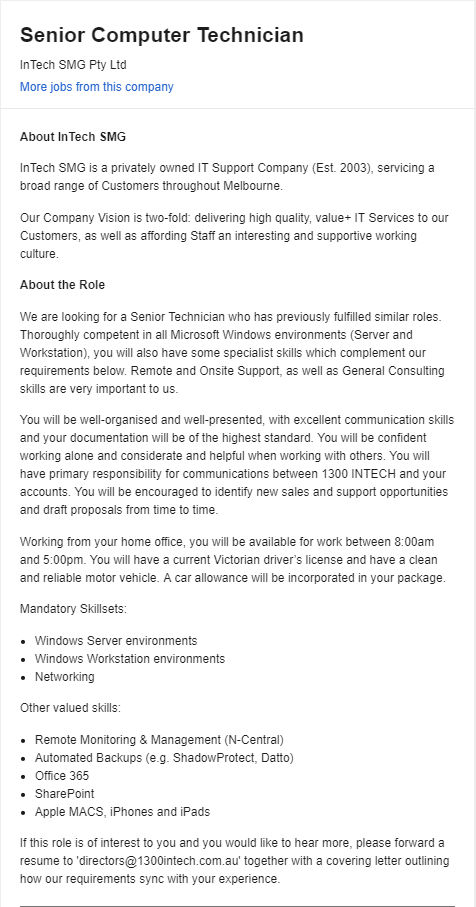 Senior Computer Technician
InTech SMG Pty Ltd
More jobs from this company
About InTech SMG
InTech SMG is a privately owned IT Support Company (Est. 2003), servicing a
broad range of Customers throughout Melbourne.
Our Company Vision is two-fold: delivering high quality, value+ IT Services to our
Customers, as well as affording Staff an interesting and supportive working
culture.
About the Role
We are looking for a Senior Technician who has previously fulfilled similar roles.
Thoroughly competent in all Microsoft Windows environments (Server and
Workstation), you will also have some specialist skills which complement our
requirements below. Remote and Onsite Support, as well as General Consulting
skills are very important to us.
You will be well-organised and well-presented, with excellent communication skills
and your documentation will be of the highest standard. You will be confident
working alone and considerate and helpful when working with others. You will
have primary responsibility for communications between 1300 INTECH and your
accounts. You will be encouraged to identify new sales and support opportunities
and draft proposals from time to time.
Working from your home office, you will be available for work between 8:00am
and 5:00pm. You will have a current Victorian driver’s license and have a clean
and reliable motor vehicle. A car allowance will be incorporated in your package.
Mandatory Skillsets:
• Windows Server environments
• Windows Workstation environments
• Networking
Other valued skills:
• Remote Monitoring & Management (N-Central)
• Automated Backups (e.g. ShadowProtect, Datto)
• Office 365
• SharePoint
• Apple MACS, iPhones and iPads
If this role is of interest to you and you would like to hear more, please forward a
resume to 'directors@1300intech.com.au' together with a covering letter outlining
how our requirements sync with your experience.